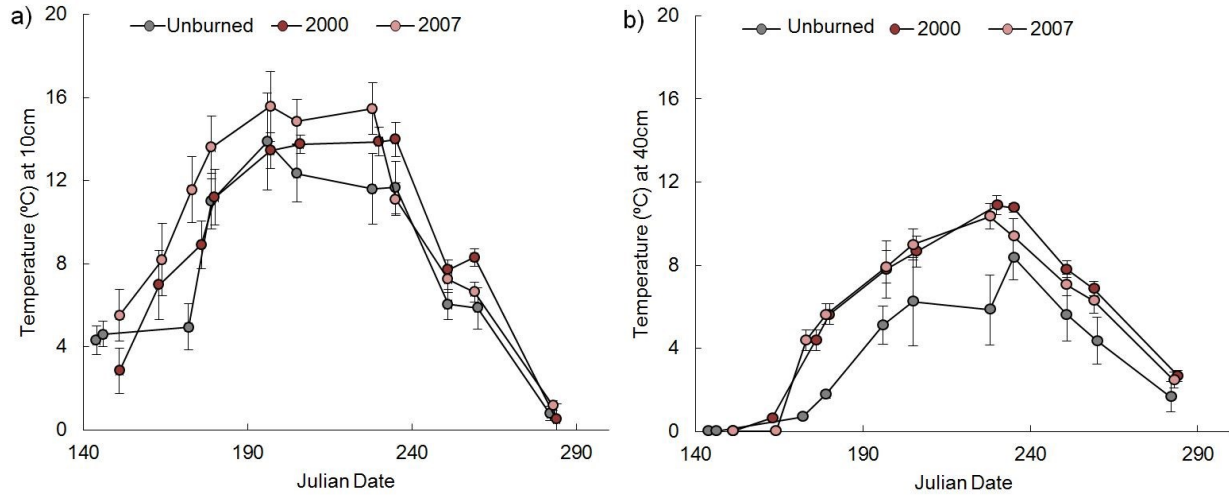 a)
Unburned 2000 2007
Temperature (ºC) at 10cm
20
16
12
8
4
0
140 190 240 290
Julian Date
b)
Unburned 2000 2007
Temperature (ºC) at 40cm
20
16
12
8
4
0
140 190 240 290
Julian Date